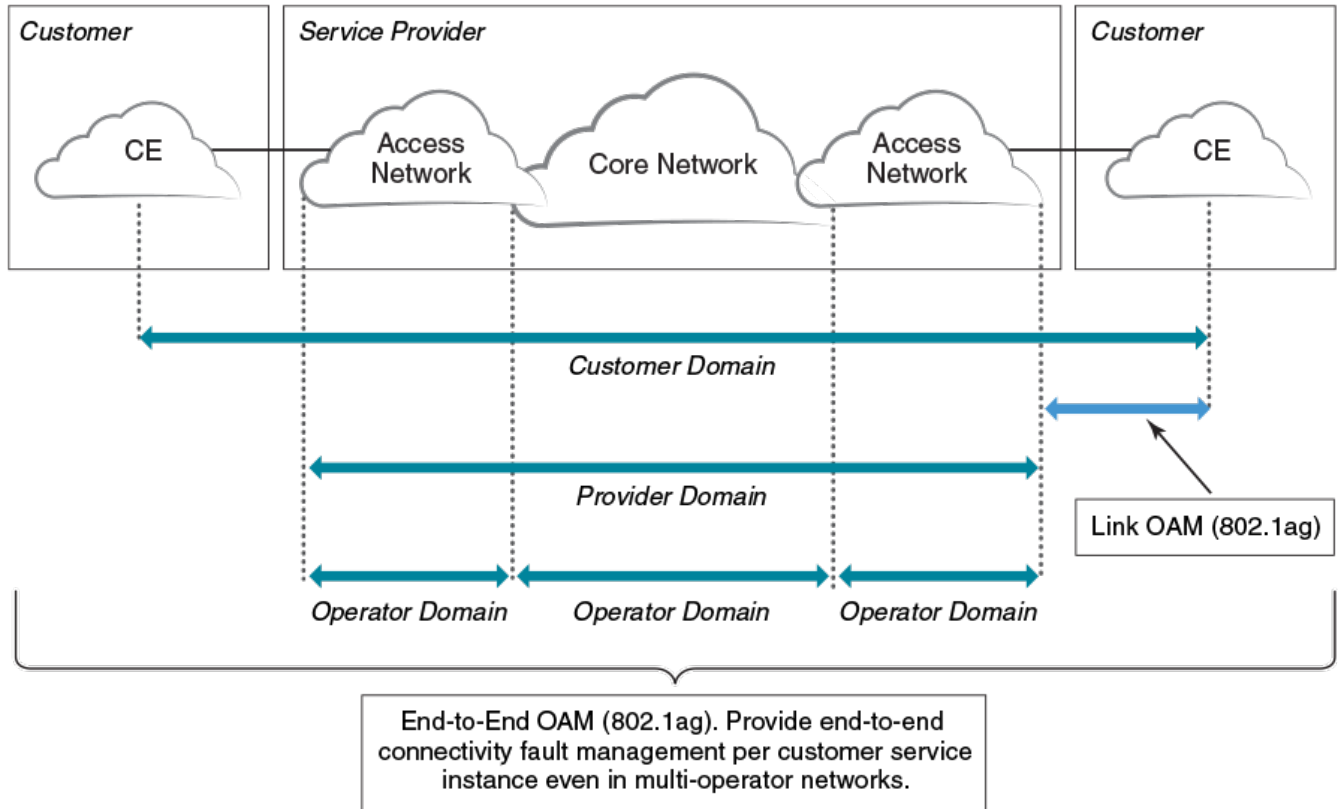 Customer
Service Provider
Customer
CE
Access
Network
Core Network
Access
Network
CE
Customer Domain
Provider Domain
Link OAM (802.1ag)
Operator Domain
Operator Domain
Operator Domain
End-to-End OAM (802.1ag). Provide end-to-end
connectivity fault management per customer service
instance even in multi-operator networks.